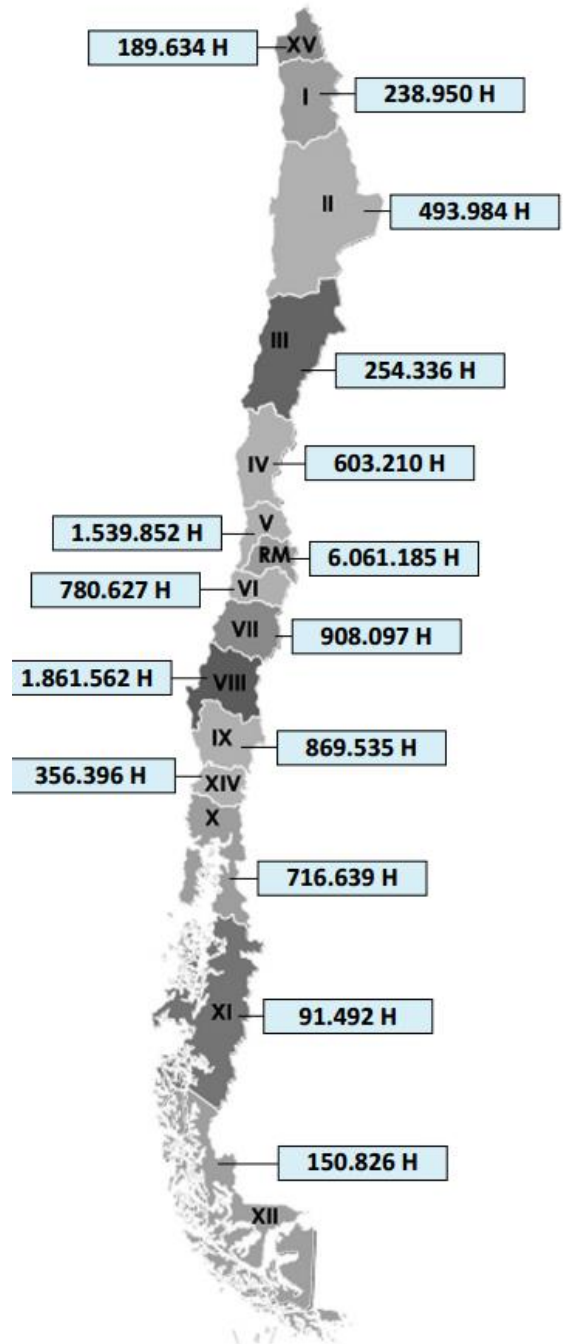 189.634 H
XV
I
238.950 H
II
493.984 H
III
254.336 H
IV
603.210 H
V
1.539.852 H
RM
6.061.185 H
780.627 H
VI
VII
908.097 H
1.861.562 H
VIII
IX
869.535 H
356.396 H
XIV
X
716.639 H
XI
91.492 H
150.826 H
XII